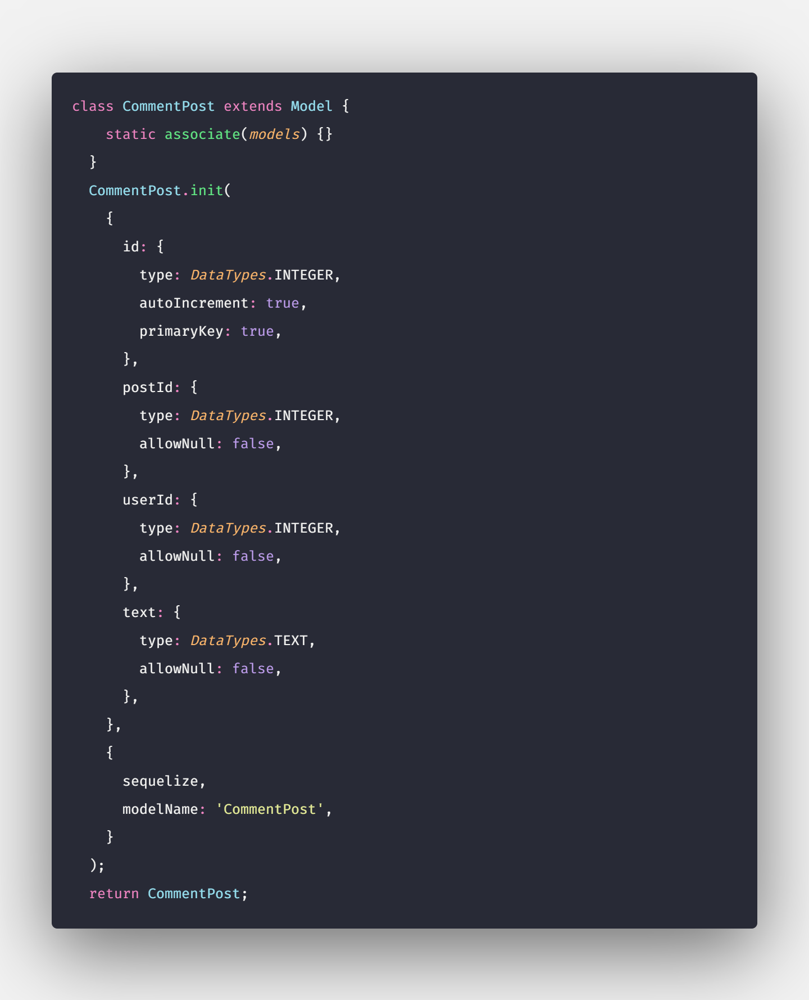 class CommentPost extends Model {
    static associate(models) {}
  }
  CommentPost.init(
    {
      id: {
        type: DataTypes.INTEGER,
        autoIncrement: true,
        primaryKey: true,
      },
      postId: {
        type: DataTypes.INTEGER,
        allowNull: false,
      },
      userId: {
        type: DataTypes.INTEGER,
        allowNull: false,
      },
      text: {
        type: DataTypes.TEXT,
        allowNull: false,
      },
    },
    {
      sequelize,
      modelName: 'CommentPost',
    }
  );
  return CommentPost;